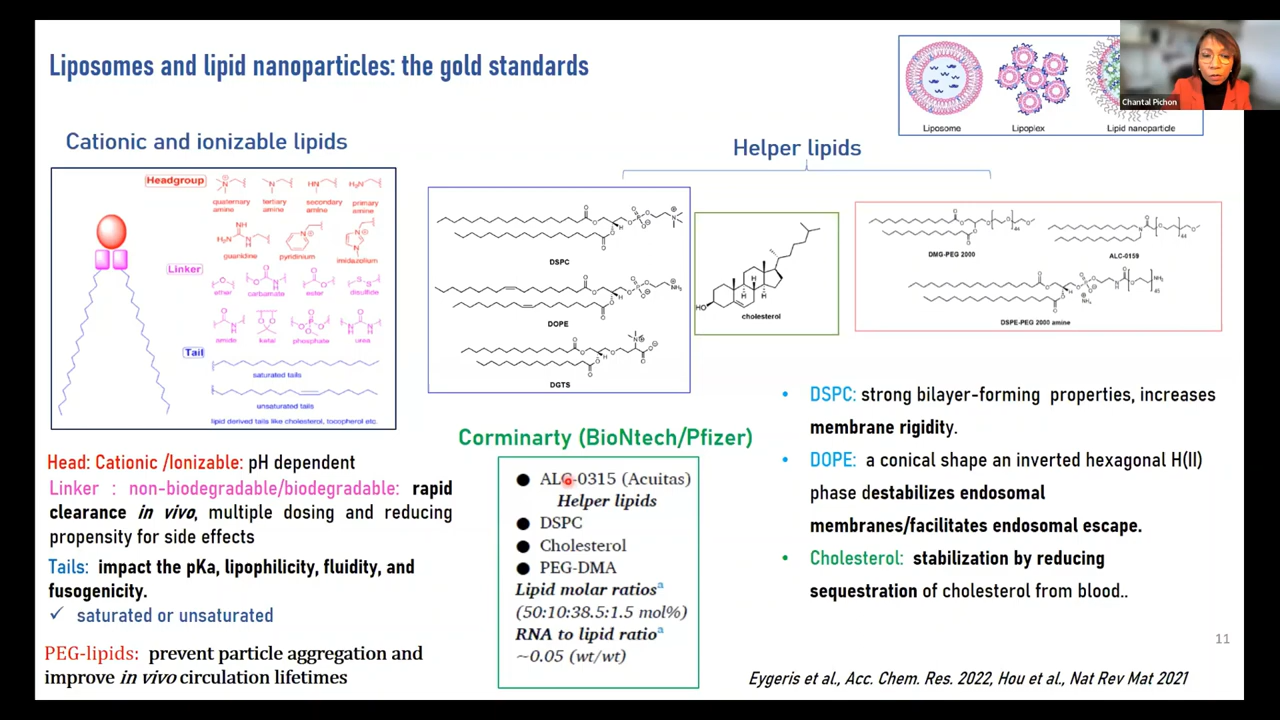 Liposomes and lipid nanoparticles: the gold standards
Liposome
Lipoplex
Lipid nanoparticle
Chantal Pichon
Cationic and ionizable lipids
Headgroup
quaternary amine
tertiary amine
secondary amine
primary amine
guanidine
pyridinium
imidazolium
Linker
ether
carbamate
ester
disulfide
amide
ketal
phosphate
urea
Tail
saturated tails
unsaturated tails
lipid derived tails like cholesterol, tocopherol etc.
Helper lipids
DSPC
DOPE
DGTS
HO
cholesterol
DMG-PEG 2000
ALC-0159
DSPE-PEG 2000 amine
Head: Cationic /Ionizable: pH dependent
Linker : non-biodegradable/biodegradable: rapid
clearance in vivo, multiple dosing and reducing
propensity for side effects
Tails: impact the pKa, lipophilicity, fluidity, and
fusogenicity.
✓ saturated or unsaturated
PEG-lipids: prevent particle aggregation and
improve in vivo circulation lifetimes
Corminarty (BioNtech/Pfizer)
● ALC-0315 (Acuitas)
Helper lipids
● DSPC
● Cholesterol
● PEG-DMA
Lipid molar ratiosᵃ
(50:10:38.5:1.5 mol%)
RNA to lipid ratioᵃ
~0.05 (wt/wt)
• DSPC: strong bilayer-forming properties, increases
membrane rigidity.
• DOPE: a conical shape an inverted hexagonal H(II)
phase destabilizes endosomal
membranes/facilitates endosomal escape.
• Cholesterol: stabilization by reducing
sequestration of cholesterol from blood..
11
Eygeris et al., Acc. Chem. Res. 2022, Hou et al., Nat Rev Mat 2021